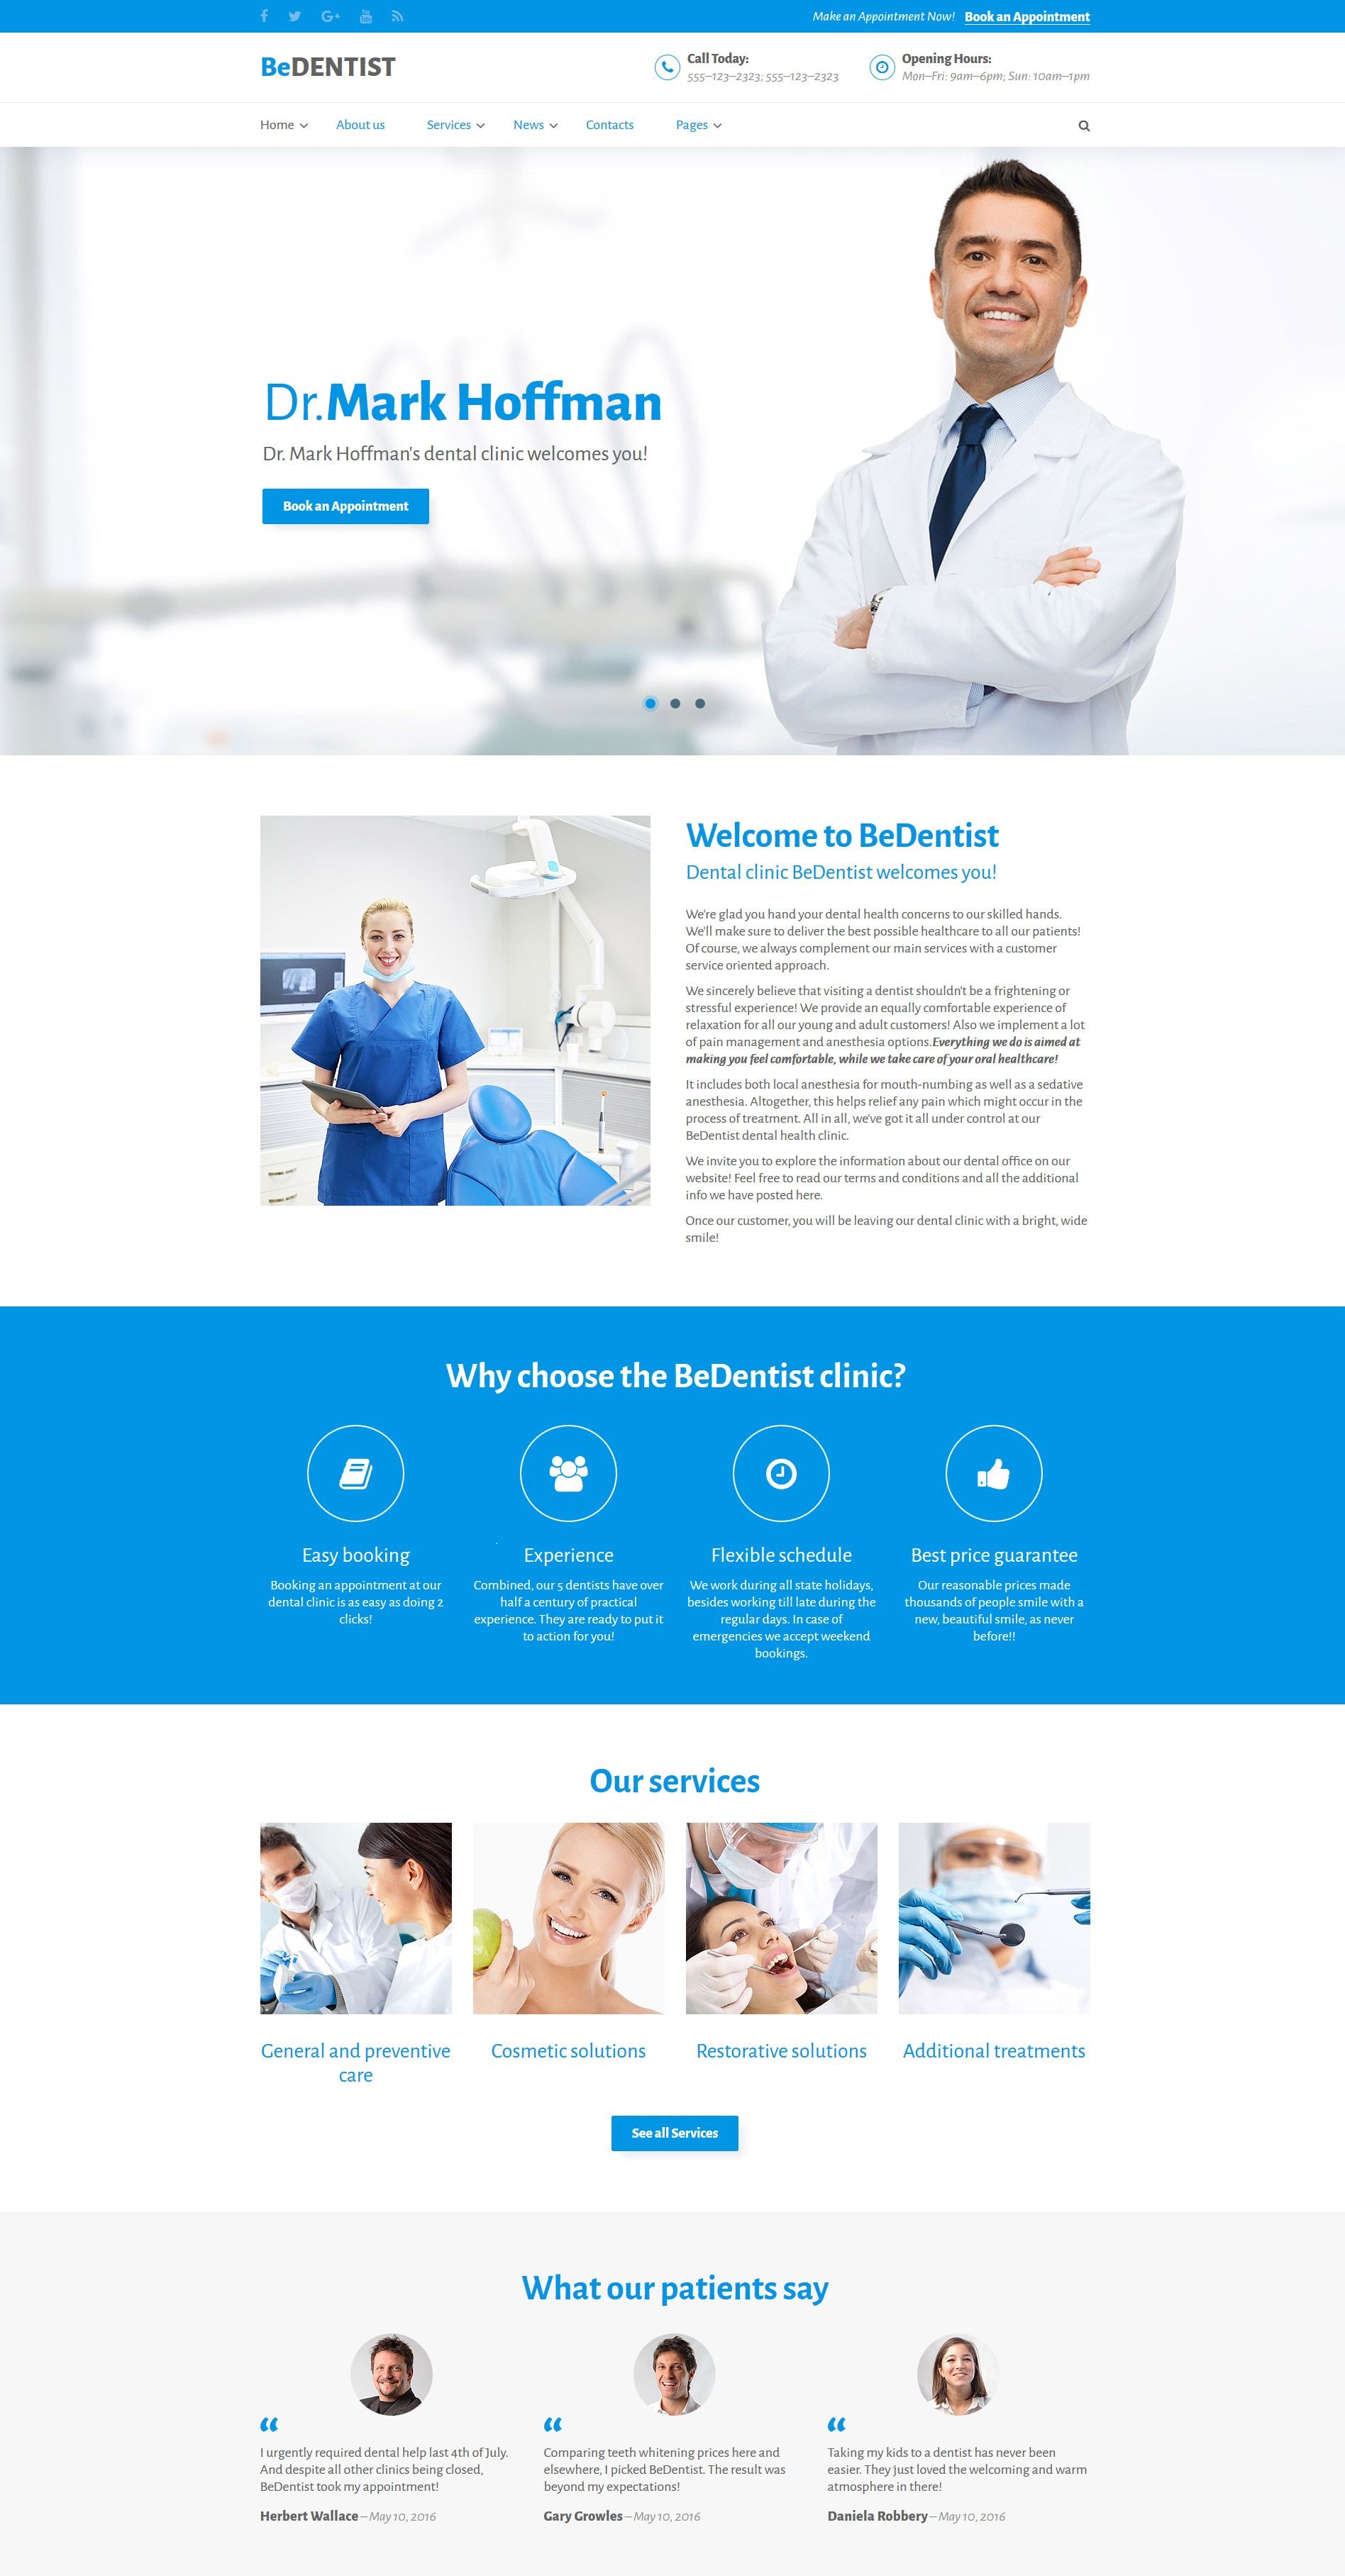 Make an Appointment Now! Book an Appointment
BeDENTIST
Call Today:
555–123–2323; 555–123–2323
Opening Hours:
Mon–Fri: 9am–6pm; Sun: 10am–1pm
Home About us Services News Contacts Pages
Dr.Mark Hoffman
Dr. Mark Hoffman's dental clinic welcomes you!
Book an Appointment
Welcome to BeDentist
Dental clinic BeDentist welcomes you!
We're glad you hand your dental health concerns to our skilled hands.
We'll make sure to deliver the best possible healthcare to all our patients!
Of course, we always complement our main services with a customer
service oriented approach.
We sincerely believe that visiting a dentist shouldn't be a frightening or
stressful experience! We provide an equally comfortable experience of
relaxation for all our young and adult customers! Also we implement a lot
of pain management and anesthesia options.Everything we do is aimed at
making you feel comfortable, while we take care of your oral healthcare!
It includes both local anesthesia for mouth-numbing as well as a sedative
anesthesia. Altogether, this helps relief any pain which might occur in the
process of treatment. All in all, we've got it all under control at our
BeDentist dental health clinic.
We invite you to explore the information about our dental office on our
website! Feel free to read our terms and conditions and all the additional
info we have posted here.
Once our customer, you will be leaving our dental clinic with a bright, wide
smile!
Why choose the BeDentist clinic?
Easy booking
Booking an appointment at our
dental clinic is as easy as doing 2
clicks!
Experience
Combined, our 5 dentists have over
half a century of practical
experience. They are ready to put it
to action for you!
Flexible schedule
We work during all state holidays,
besides working till late during the
regular days. In case of
emergencies we accept weekend
bookings.
Best price guarantee
Our reasonable prices made
thousands of people smile with a
new, beautiful smile, as never
before!!
Our services
General and preventive
care
Cosmetic solutions
Restorative solutions
Additional treatments
See all Services
What our patients say
“
I urgently required dental help last 4th of July.
And despite all other clinics being closed,
BeDentist took my appointment!
Herbert Wallace – May 10, 2016
“
Comparing teeth whitening prices here and
elsewhere, I picked BeDentist. The result was
beyond my expectations!
Gary Growles – May 10, 2016
“
Taking my kids to a dentist has never been
easier. They just loved the welcoming and warm
atmosphere in there!
Daniela Robbery – May 10, 2016